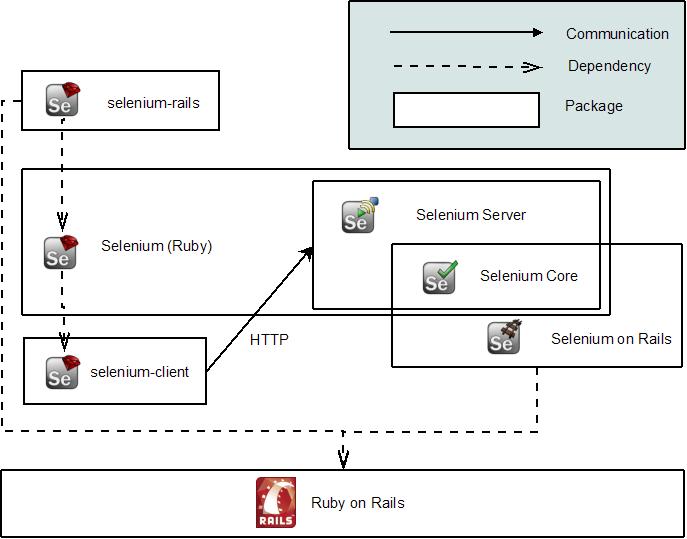 Communication
Dependency
Package
Se selenium-rails
Se Selenium Server
Se Selenium (Ruby)
Se Selenium Core
Se Selenium on Rails
HTTP
Se selenium-client
RAILS Ruby on Rails